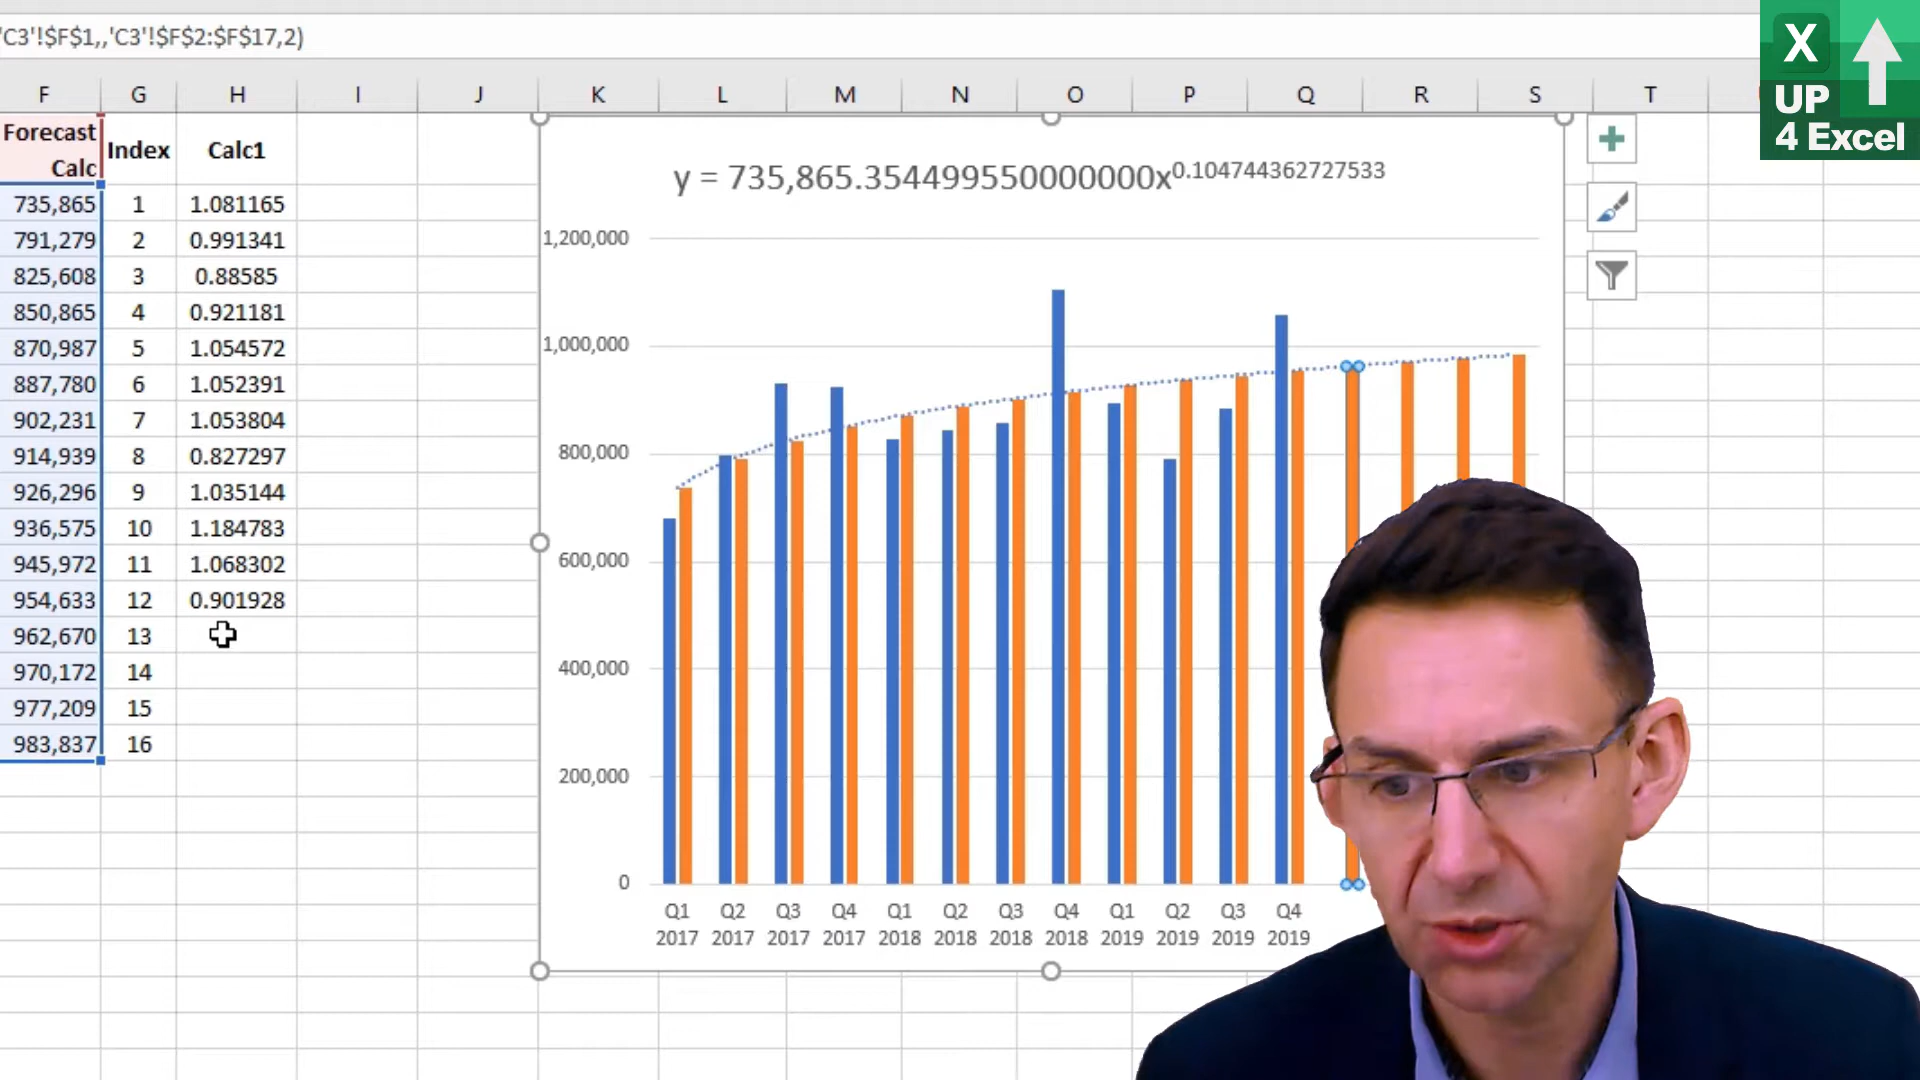 'C3'!$F$1,,'C3'!$F$2:$F$17,2)
X
UP
4 Excel
F G H I J K L M N O P Q R S T
Forecast Calc Index Calc1
735,865 1 1.081165
791,279 2 0.991341
825,608 3 0.88585
850,865 4 0.921181
870,987 5 1.054572
887,780 6 1.052391
902,231 7 1.053804
914,939 8 0.827297
926,296 9 1.035144
936,575 10 1.184783
945,972 11 1.068302
954,633 12 0.901928
962,670 13
970,172 14
977,209 15
983,837 16
y = 735,865.354499550000000x^0.104744362727533
1,200,000
1,000,000
800,000
600,000
400,000
200,000
0
Q1 Q2 Q3 Q4 Q1 Q2 Q3 Q4 Q1 Q2 Q3 Q4
2017 2017 2017 2017 2018 2018 2018 2018 2019 2019 2019 2019